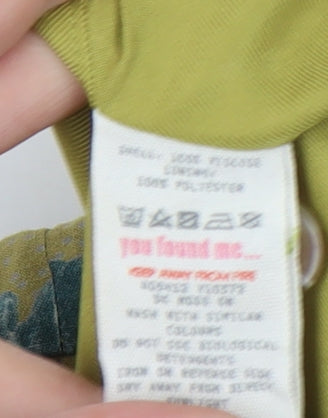 SHELL: 100% VISCOSE
LINING:
100% POLYESTER
you found me...
KEEP AWAY FROM FIRE
DO NOT USE BIOLOGICAL
WASH WITH SIMILAR
COLOURS
DETERGENTS
IRON ON REVERSE SIDE
DRY AWAY FROM DIRECT
SUNLIGHT